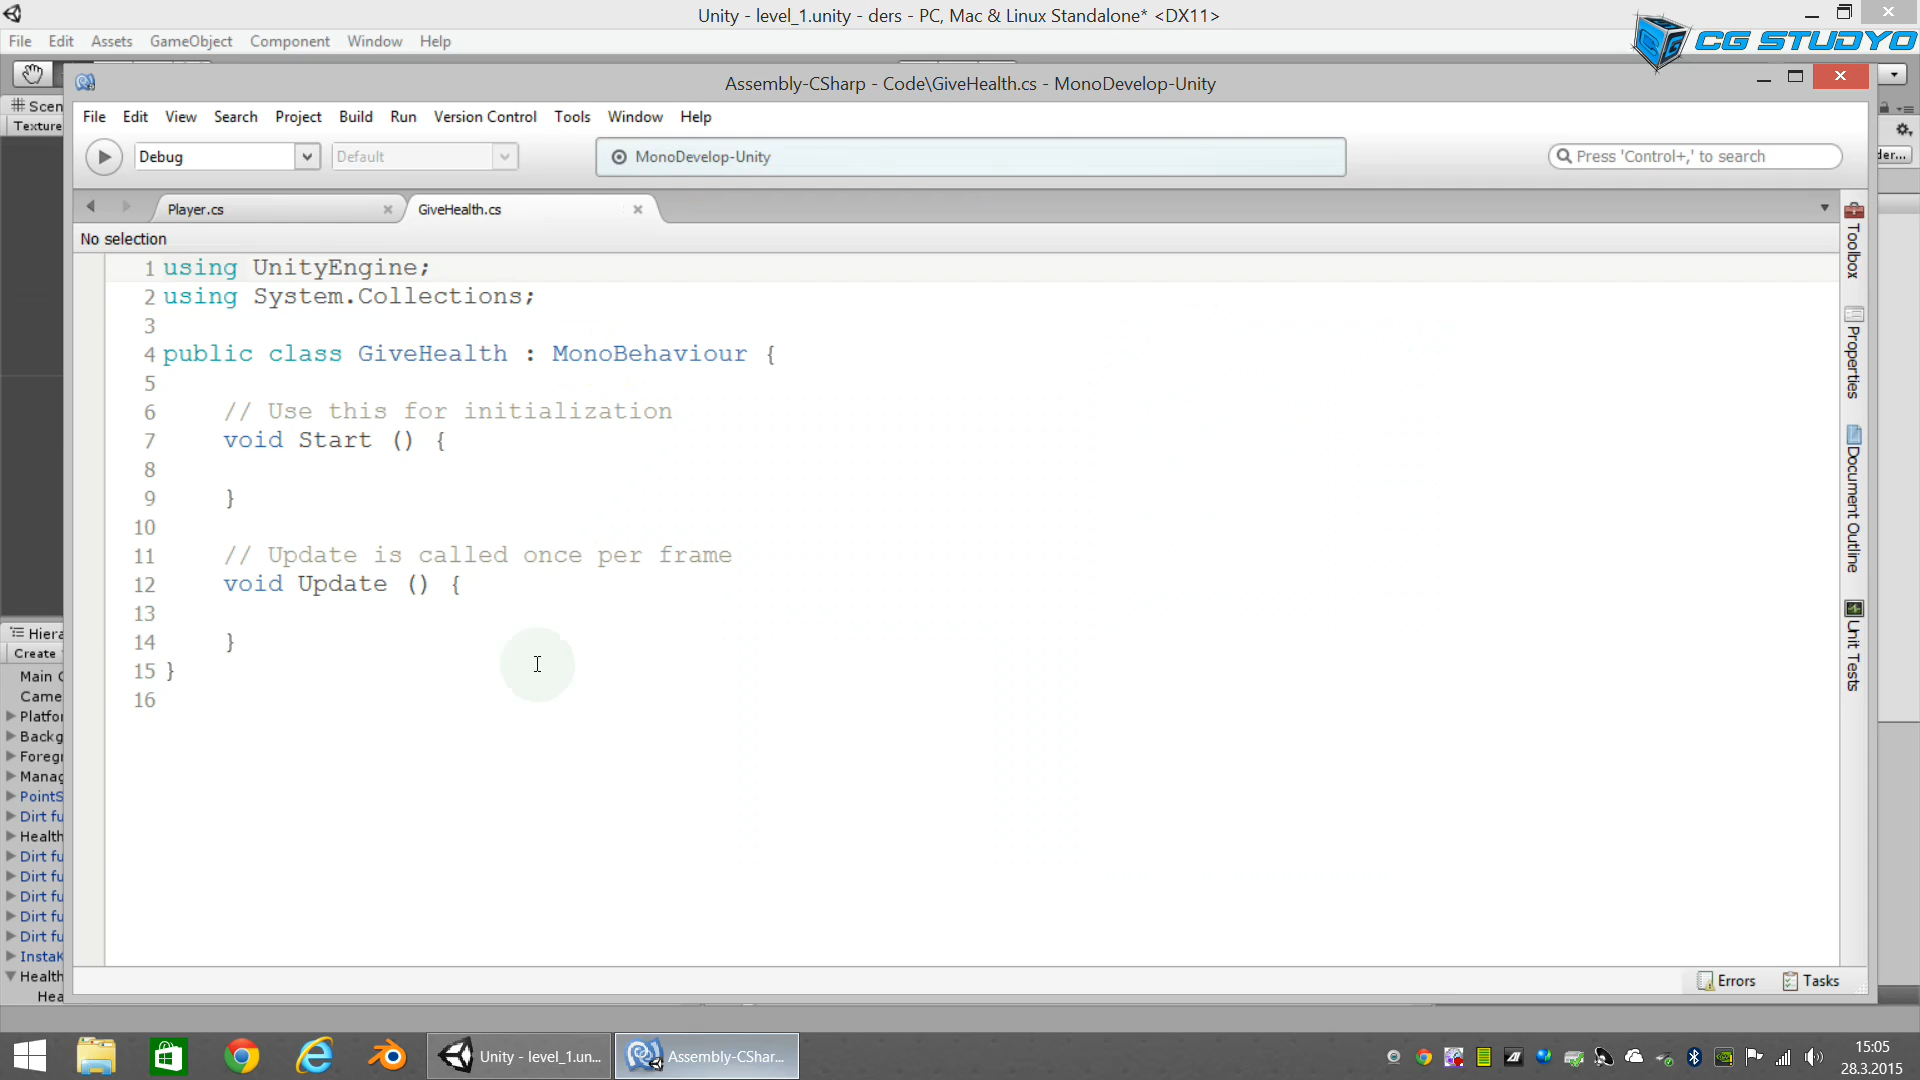 Unity - level_1.unity - ders - PC, Mac & Linux Standalone* <DX11>
File Edit Assets GameObject Component Window Help
CG STUDYO
Assembly-CSharp - Code\GiveHealth.cs - MonoDevelop-Unity
Scen
Texture
File Edit View Search Project Build Run Version Control Tools Window Help
Debug
Default
MonoDevelop-Unity
Press 'Control+,' to search
der...
Player.cs
GiveHealth.cs
No selection
1 using UnityEngine;
2 using System.Collections;
3
4 public class GiveHealth : MonoBehaviour {
5
6 // Use this for initialization
7 void Start () {
8
9 }
10
11 // Update is called once per frame
12 void Update () {
13
14 }
15 }
16
Toolbox
Properties
Document Outline
Unit Tests
Hiera
Create
Main C
Came
Platfor
Backg
Foregr
Manag
PointS
Dirt fu
Health
Dirt fu
Dirt fu
Dirt fu
Dirt fu
Dirt fu
InstaK
Health
Hea
Errors
Tasks
Unity - level_1.un...
Assembly-CShar...
15:05
28.3.2015